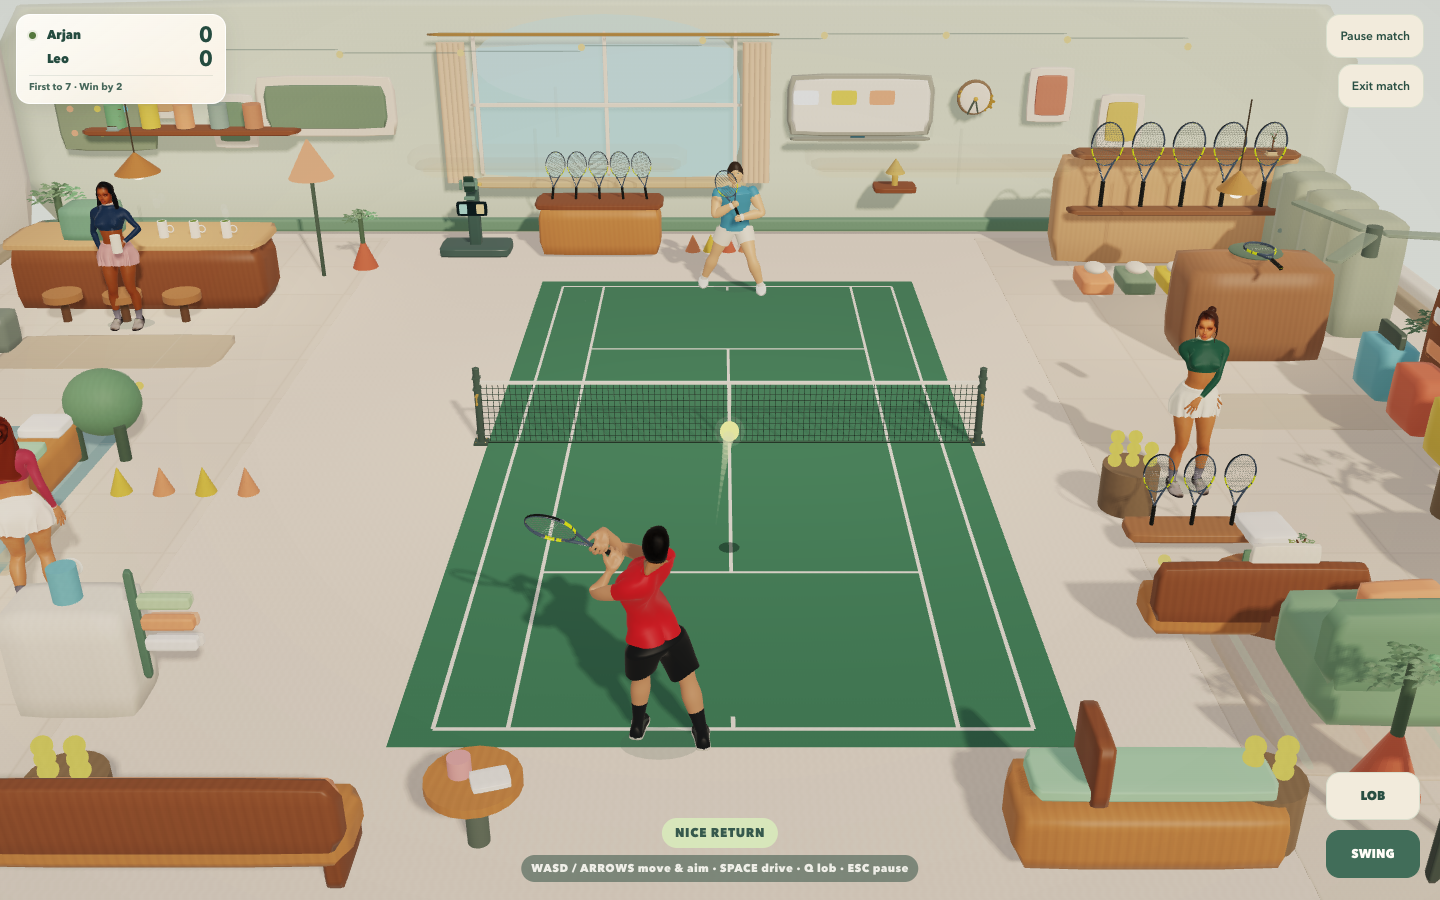 Arjan 0
Leo 0
First to 7 · Win by 2
Pause match
Exit match
NICE RETURN
WASD / ARROWS move & aim · SPACE drive · Q lob · ESC pause
LOB
SWING